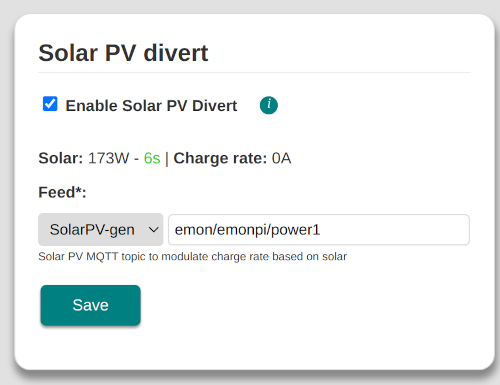 Solar PV divert
Enable Solar PV Divert i
Solar: 173W - 6s | Charge rate: 0A
Feed*:
SolarPV-gen emon/emonpi/power1
Solar PV MQTT topic to modulate charge rate based on solar
Save